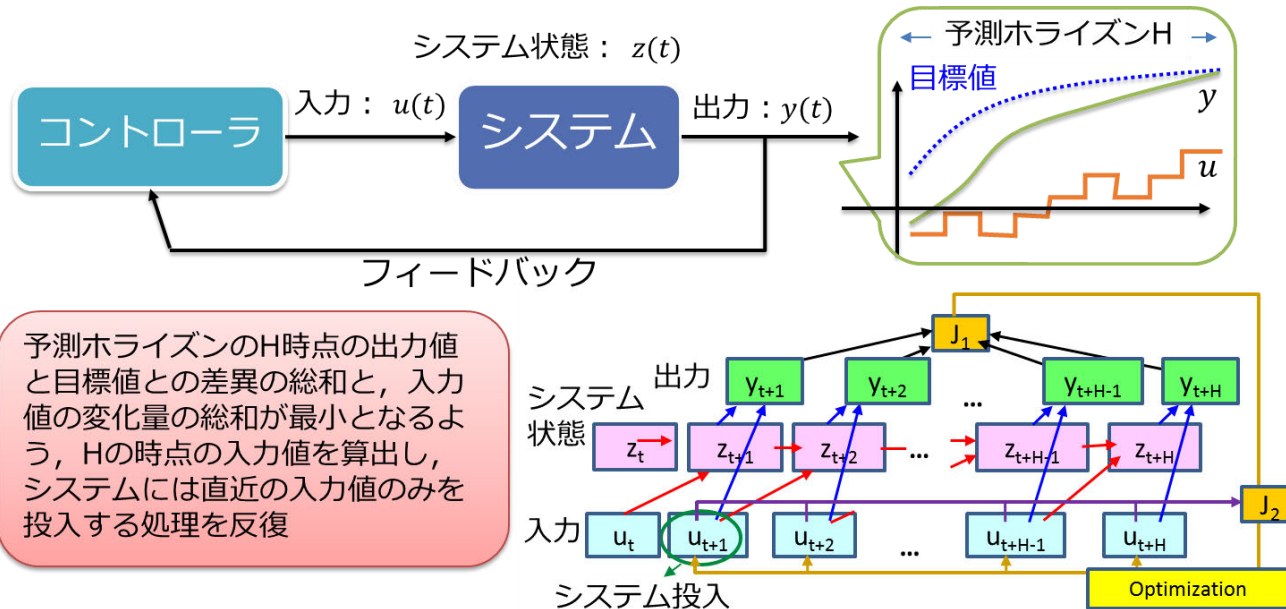 システム状態： z(t)
コントローラ
入力： u(t)
システム
出力：y(t)
フィードバック
予測ホライズンH
目標値
y
u
予測ホライズンのH時点の出力値
と目標値との差異の総和と，入力
値の変化量の総和が最小となるよ
う，Hの時点の入力値を算出し，
システムには直近の入力値のみを
投入する処理を反復
J1
出力
yt+1
yt+2
...
yt+H-1
yt+H
システム
状態
zt
zt+1
zt+2
...
zt+H-1
zt+H
J2
入力
ut
ut+1
ut+2
...
ut+H-1
ut+H
システム投入
Optimization